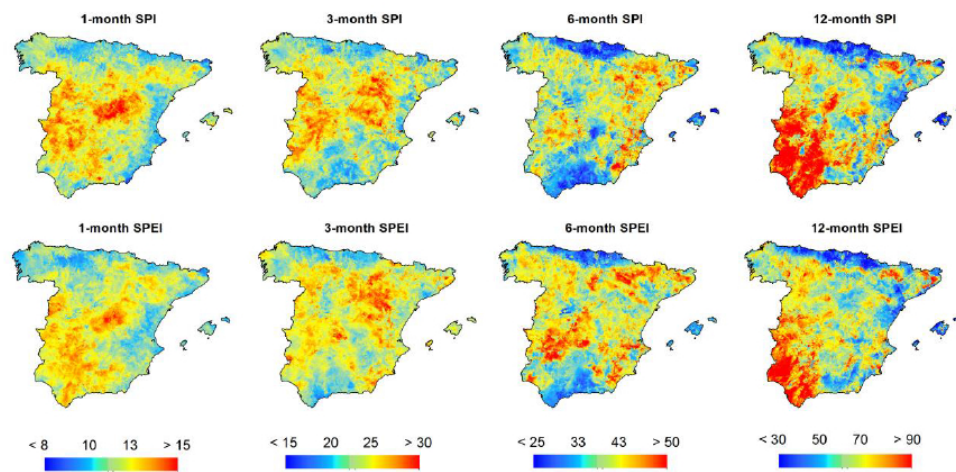 1-month SPI 3-month SPI 6-month SPI 12-month SPI
1-month SPEI 3-month SPEI 6-month SPEI 12-month SPEI
< 8 10 13 > 15 < 15 20 25 > 30 < 25 33 43 > 50 < 30 50 70 > 90